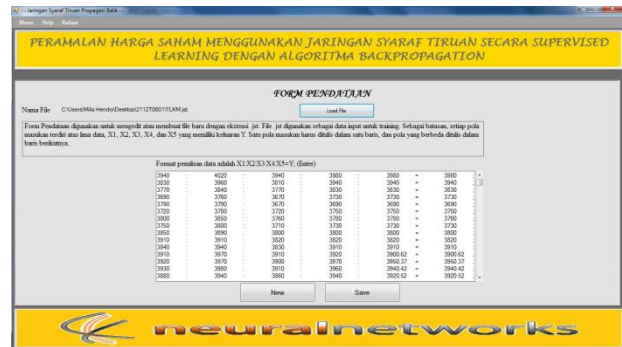 Jaringan Syaraf Tiruan Propagasi Balik
Menu Help Keluar
PERAMALAN HARGA SAHAM MENGGUNAKAN JARINGAN SYARAF TIRUAN SECARA SUPERVISED
LEARNING DENGAN ALGORITMA BACKPROPAGATION
FORM PENDATAAN
Nama File C:\Users\Mila Hendry\Desktop\2112T0601\TLKM.jst Load File
Form Pendataan digunakan untuk mengedit atau membuat file baru dengan ekstensi .jst. File .jst digunakan sebagai data input untuk training. Sebagai batasan, setiap pola
masukan terdiri atas lima data, X1, X2, X3, X4, dan X5 yang memiliki keluaran Y. Satu pola masukan harus ditulis dalam satu baris, dan pola yang berbeda ditulis dalam
baris berikutnya.
Format penulisan data adalah X1:X2:X3:X4:X5=Y; (Enter)
3940 : 4020 : 3940 : 3980 : 3980 = 3980
3830 : 3960 : 3810 : 3940 : 3940 = 3940
3770 : 3840 : 3770 : 3830 : 3830 = 3830
3690 : 3760 : 3670 : 3730 : 3730 = 3730
3790 : 3790 : 3670 : 3690 : 3690 = 3690
3720 : 3780 : 3720 : 3750 : 3750 = 3750
3800 : 3850 : 3760 : 3780 : 3780 = 3780
3750 : 3800 : 3710 : 3730 : 3730 = 3730
3850 : 3890 : 3800 : 3800 : 3800 = 3800
3910 : 3910 : 3820 : 3820 : 3820 = 3820
3840 : 3940 : 3830 : 3910 : 3910 = 3910
3910 : 3970 : 3910 : 3920 : 3900.62 = 3900.62
3920 : 3970 : 3900 : 3970 : 3950.37 = 3950.37
3930 : 3980 : 3910 : 3960 : 3940.42 = 3940.42
3880 : 3940 : 3860 : 3940 : 3920.52 = 3920.52
New Save
neuralnetworks